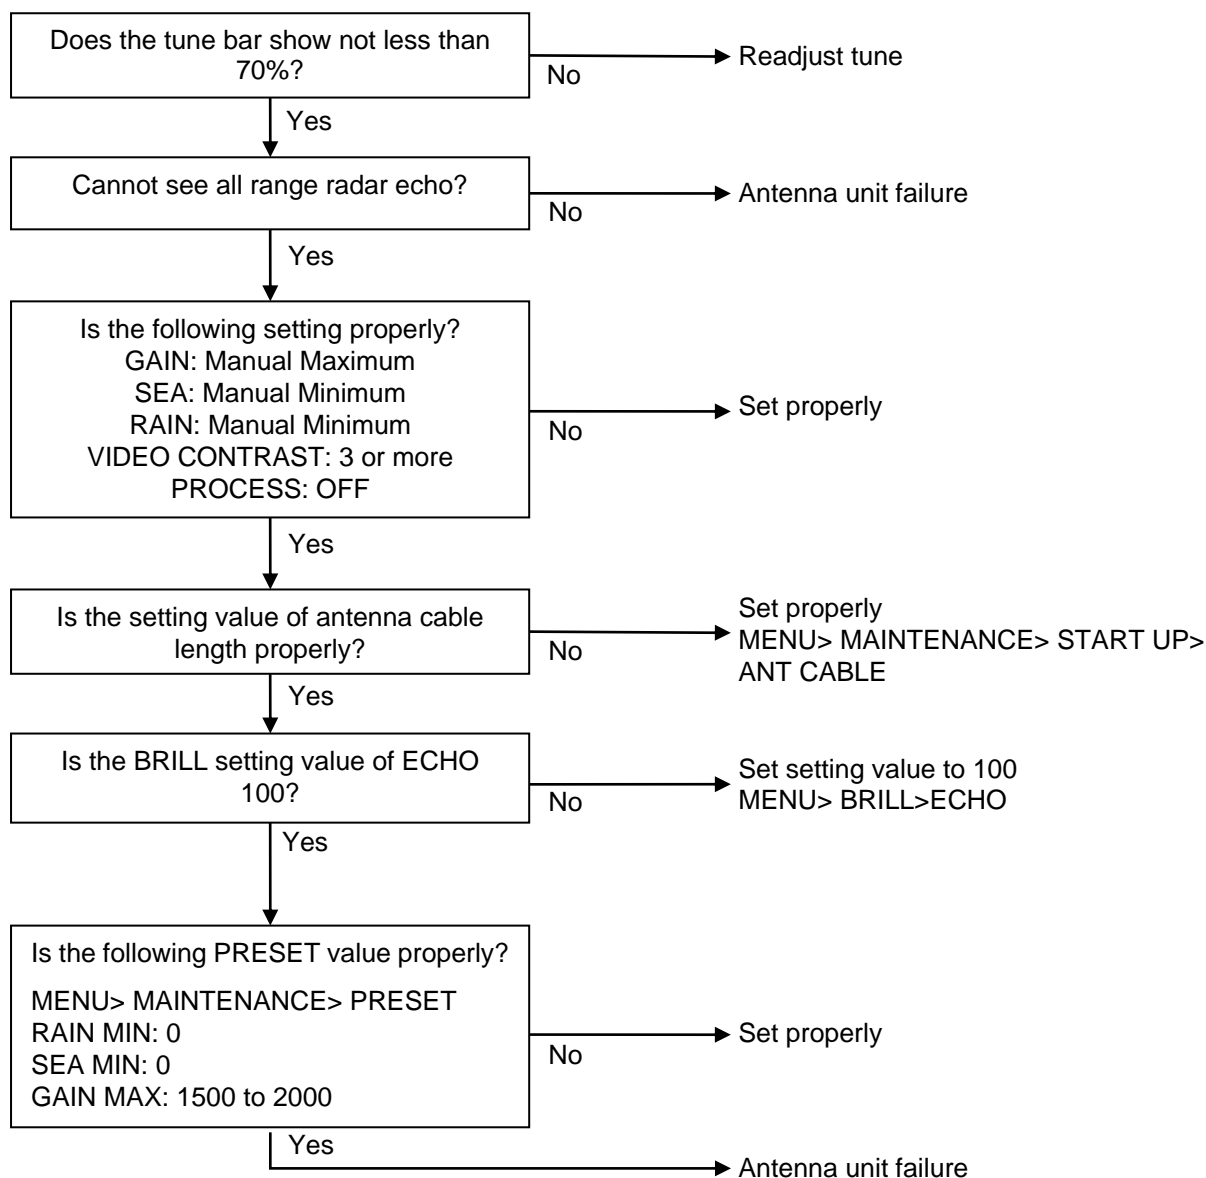 Does the tune bar show not less than
70%?
No
Readjust tune
Yes
Cannot see all range radar echo?
No
Antenna unit failure
Yes
Is the following setting properly?
GAIN: Manual Maximum
SEA: Manual Minimum
RAIN: Manual Minimum
VIDEO CONTRAST: 3 or more
PROCESS: OFF
No
Set properly
Yes
Is the setting value of antenna cable
length properly?
No
Set properly
MENU> MAINTENANCE> START UP>
ANT CABLE
Yes
Is the BRILL setting value of ECHO
100?
No
Set setting value to 100
MENU> BRILL>ECHO
Yes
Is the following PRESET value properly?
MENU> MAINTENANCE> PRESET
RAIN MIN: 0
SEA MIN: 0
GAIN MAX: 1500 to 2000
No
Set properly
Yes
Antenna unit failure